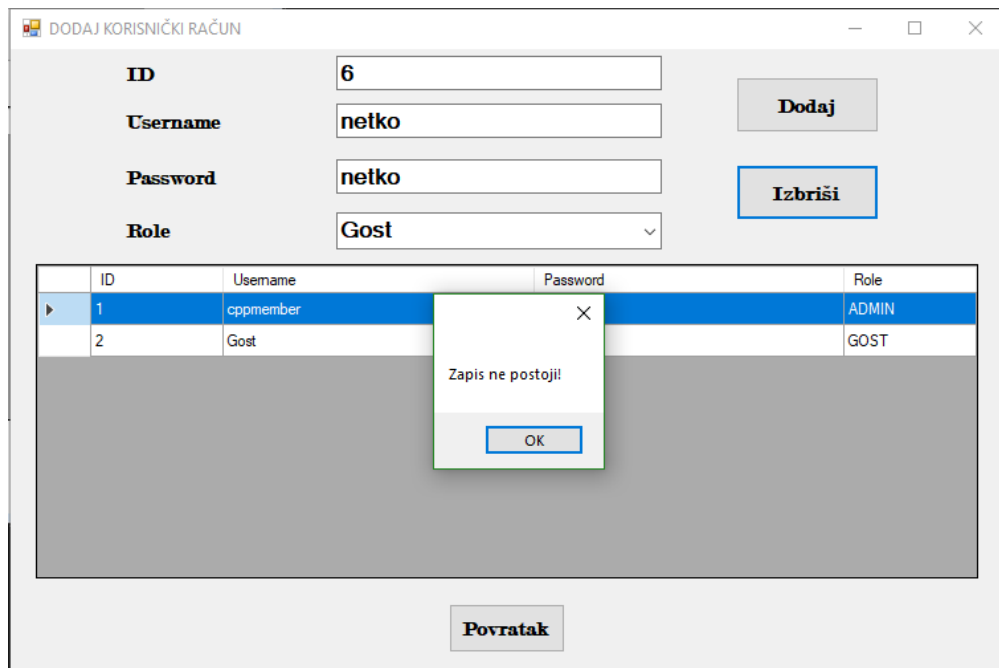 DODAJ KORISNIČKI RAČUN
ID
6
Dodaj
Username
netko
Password
netko
Izbriši
Role
Gost
ID Username Password Role
1 cppmember ADMIN
2 Gost GOST
Zapis ne postoji!
OK
Povratak